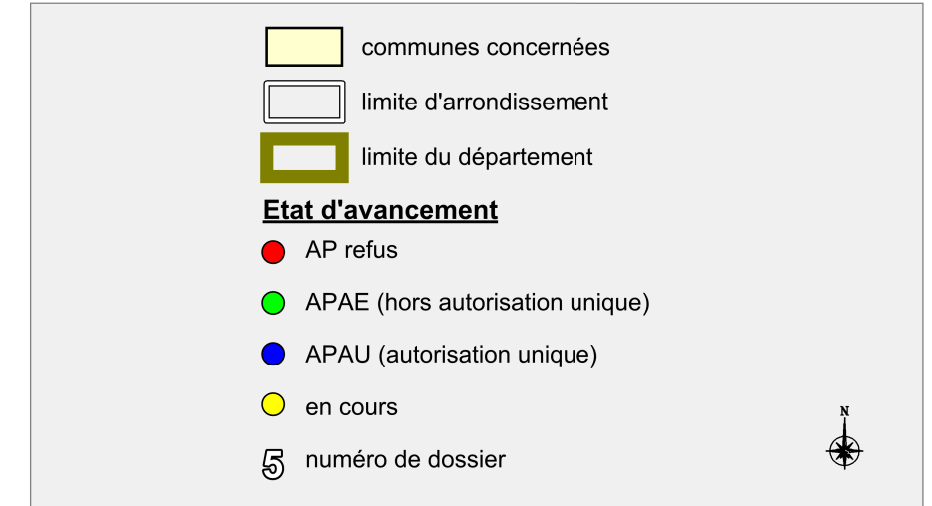 communes concernées
limite d'arrondissement
limite du département
Etat d'avancement
AP refus
APAE (hors autorisation unique)
APAU (autorisation unique)
en cours
N
5 numéro de dossier